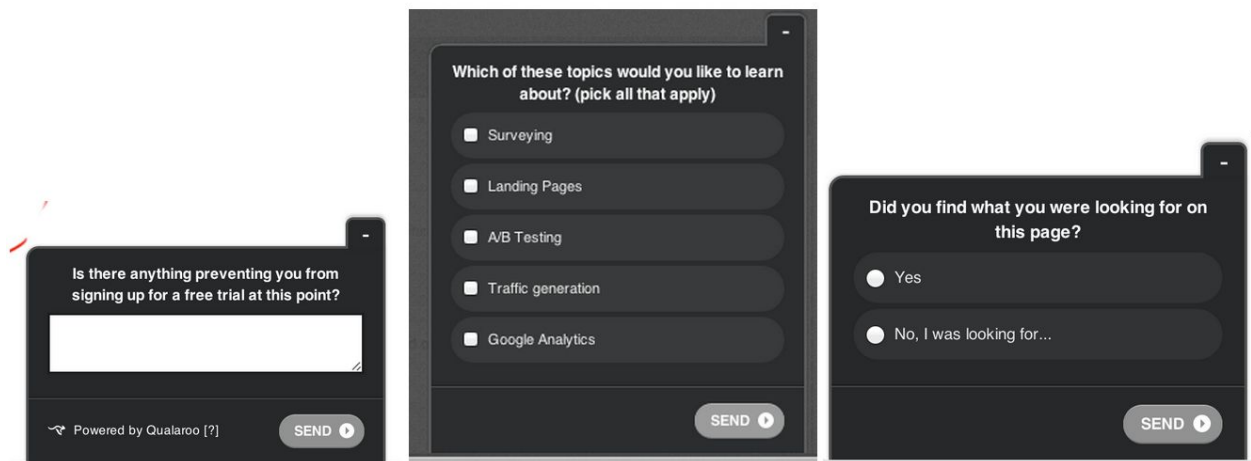 -
Is there anything preventing you from
signing up for a free trial at this point?
Powered by Qualaroo [?]
SEND
-
Which of these topics would you like to learn
about? (pick all that apply)
Surveying
Landing Pages
A/B Testing
Traffic generation
Google Analytics
SEND
-
Did you find what you were looking for on
this page?
Yes
No, I was looking for...
SEND